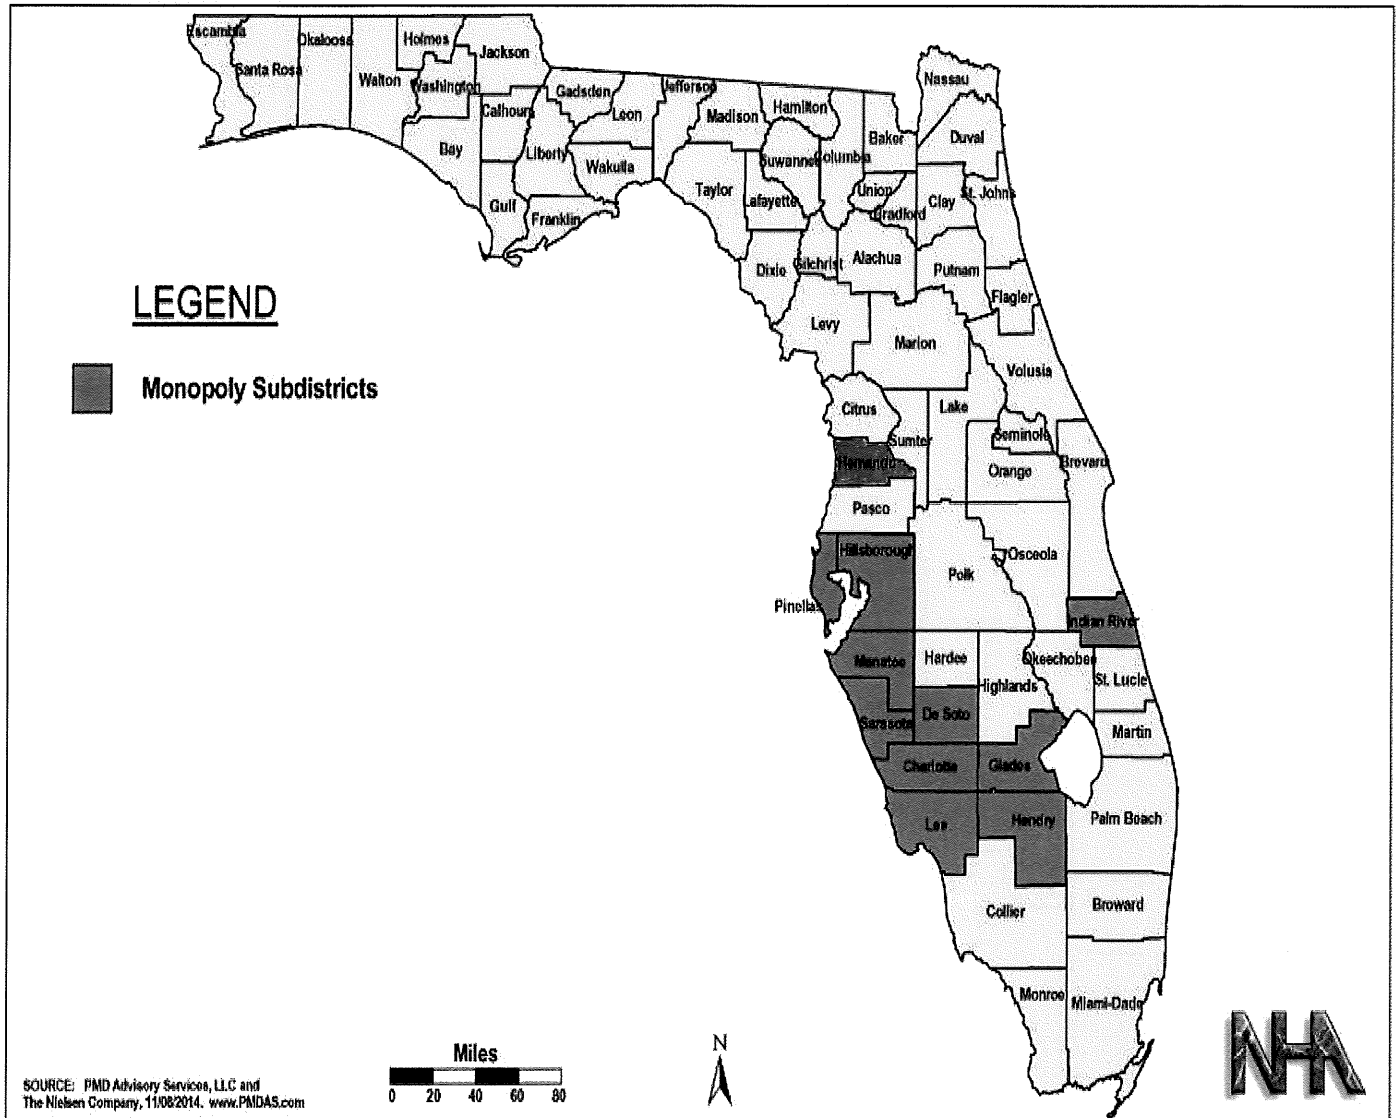 Escambia
Santa Rosa
Okaloosa
Walton
Holmes
Washington
Jackson
Bay
Calhoun
Gulf
Liberty
Gadsden
Franklin
Leon
Wakulla
Jefferson
Madison
Taylor
Hamilton
Suwannee
Lafayette
Columbia
Dixie
Gilchrist
Baker
Union
Bradford
Alachua
Nassau
Duval
Clay
St. Johns
Putnam
Flagler
Levy
Marion
Volusia
Citrus
Sumter
Lake
Seminole
Orange
Brevard
Hernando
Pasco
Hillsborough
Pinellas
Polk
Osceola
Indian River
Manatee
Hardee
Highlands
Okeechobee
St. Lucie
Sarasota
De Soto
Martin
Charlotte
Glades
Lee
Hendry
Palm Beach
Collier
Broward
Monroe
Miami-Dade
LEGEND
Monopoly Subdistricts
Miles
0 20 40 60 80
N
NHA
SOURCE: PMD Advisory Services, LLC and
The Nielsen Company, 11/08/2014. www.PMDAS.com